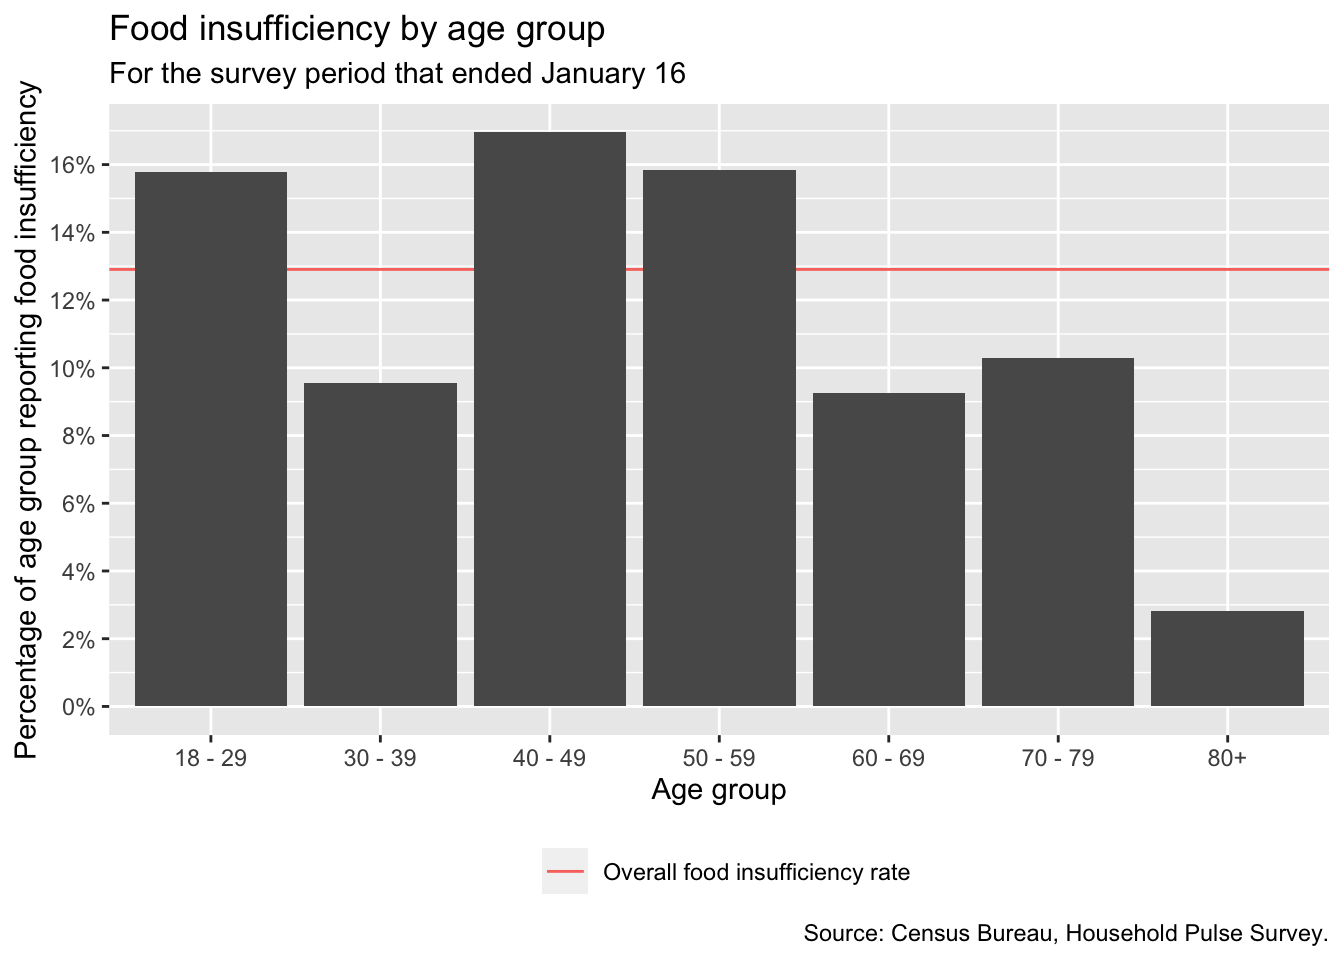 Food insufficiency by age group
For the survey period that ended January 16
Percentage of age group reporting food insufficiency
16%
14%
12%
10%
8%
6%
4%
2%
0%
18 - 29
30 - 39
40 - 49
50 - 59
60 - 69
70 - 79
80+
Age group
Overall food insufficiency rate
Source: Census Bureau, Household Pulse Survey.